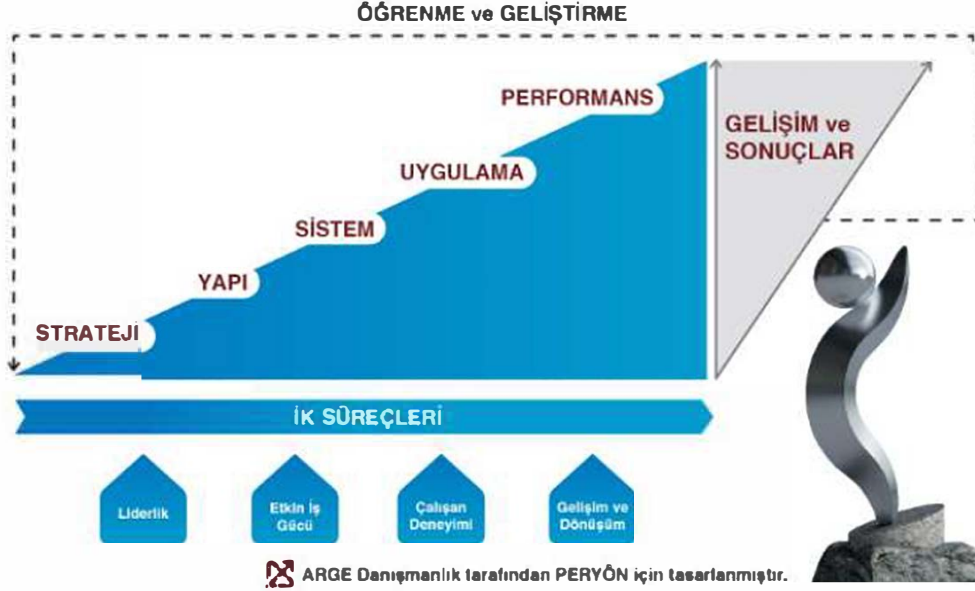 ÖĞRENME ve GELİŞTİRME
PERFORMANS
GELİŞİM ve
SONUÇLAR
UYGULAMA
SİSTEM
YAPI
STRATEJİ
İK SÜREÇLERİ
Liderlik
Etkin İş
Gücü
Çalışan
Deneyimi
Gelişim ve
Dönüşüm
ARGE Danışmanlık tarafından PERYÖN için tasarlanmıştır.